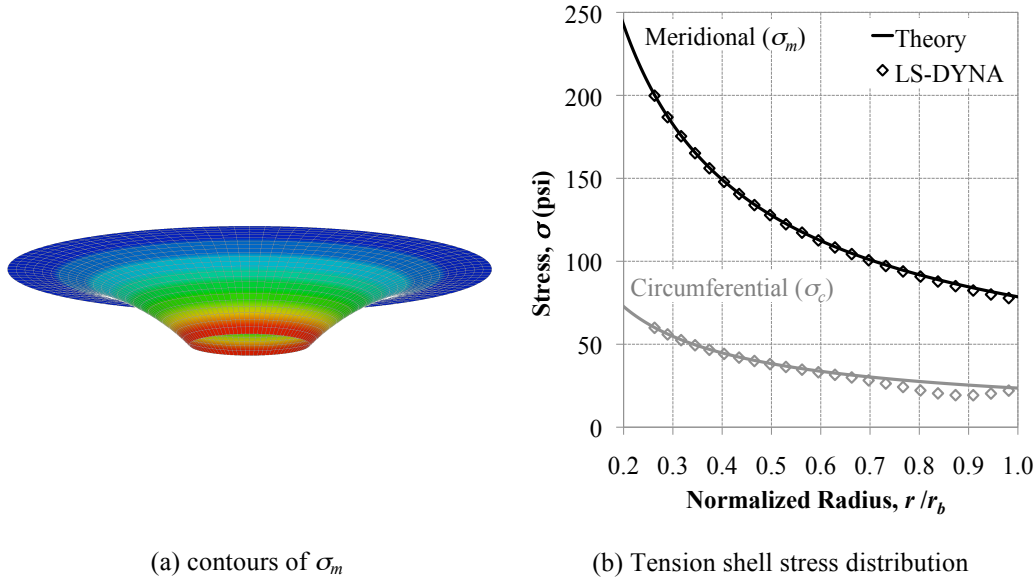 250
200
150
100
50
0
Stress, σ (psi)
Meridional (σm)
Theory
LS-DYNA
Circumferential (σc)
0.2 0.3 0.4 0.5 0.6 0.7 0.8 0.9 1.0
Normalized Radius, r /rb
(a) contours of σm
(b) Tension shell stress distribution